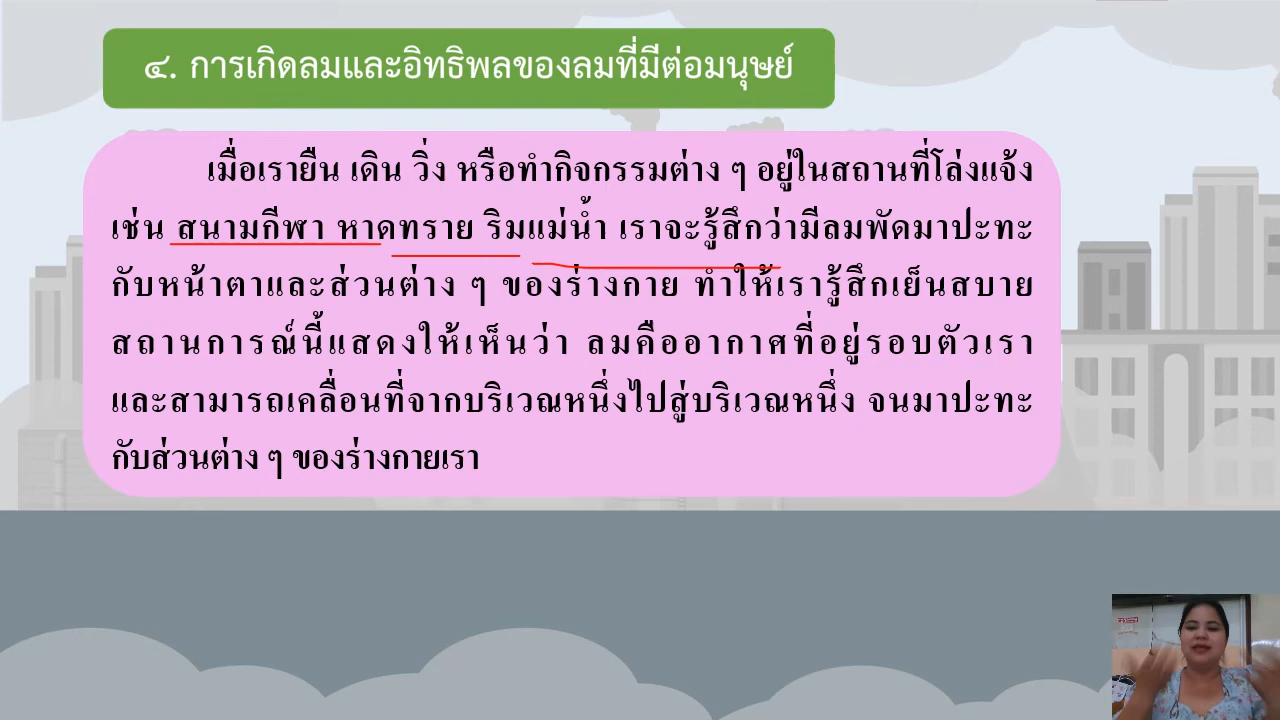 ๔. การเกิดลมและอิทธิพลของลมที่มีต่อมนุษย์
เมื่อเรายืน เดิน วิ่ง หรือทำกิจกรรมต่าง ๆ อยู่ในสถานที่โล่งแจ้ง
เช่น สนามกีฬา หาดทราย ริมแม่น้ำ เราจะรู้สึกว่ามีลมพัดมาปะทะ
กับหน้าตาและส่วนต่าง ๆ ของร่างกาย ทำให้เรารู้สึกเย็นสบาย
สถานการณ์นี้แสดงให้เห็นว่า ลมคืออากาศที่อยู่รอบตัวเรา
และสามารถเคลื่อนที่จากบริเวณหนึ่งไปสู่บริเวณหนึ่ง จนมาปะทะ
กับส่วนต่าง ๆ ของร่างกายเรา